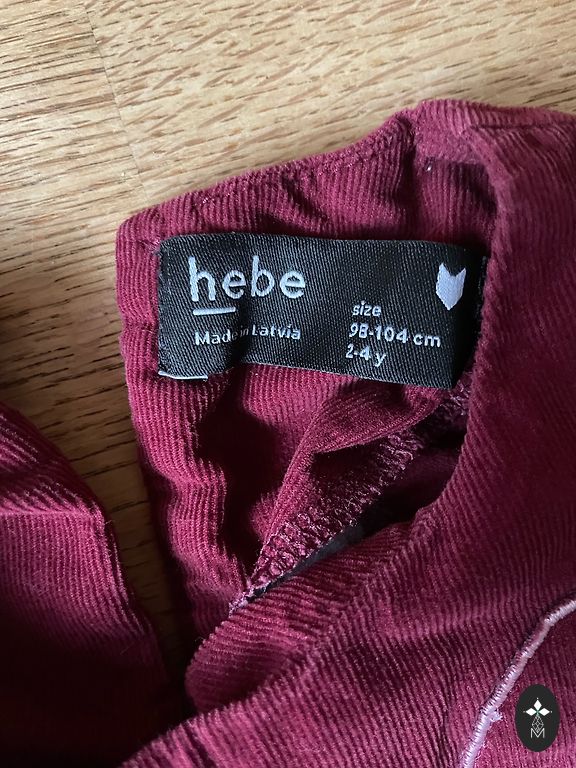 hebe
Made in Latvia
size
98-104 cm
2-4 y
M